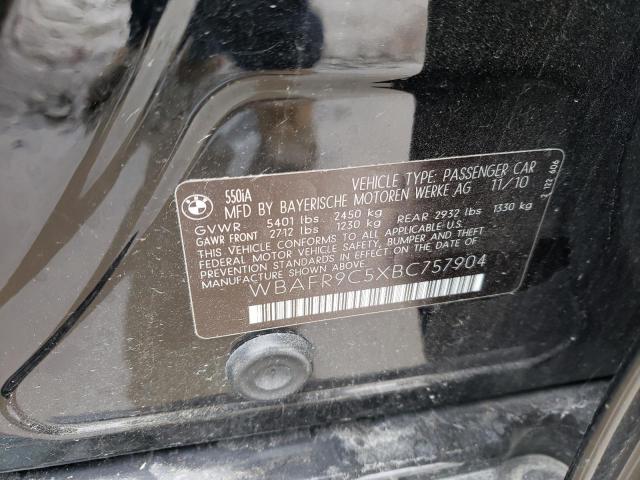 BMW
550iA
VEHICLE TYPE: PASSENGER CAR
MFD BY BAYERISCHE MOTOREN WERKE AG 11/10
GVWR 5401 lbs 2450 kg
GAWR FRONT 2712 lbs 1230 kg REAR 2932 lbs 1330 kg
THIS VEHICLE CONFORMS TO ALL APPLICABLE U.S.
FEDERAL MOTOR VEHICLE SAFETY, BUMPER AND THEFT
PREVENTION STANDARDS IN EFFECT ON THE DATE OF
MANUFACTURE SHOWN ABOVE.
WBAFR9C5XBC757904